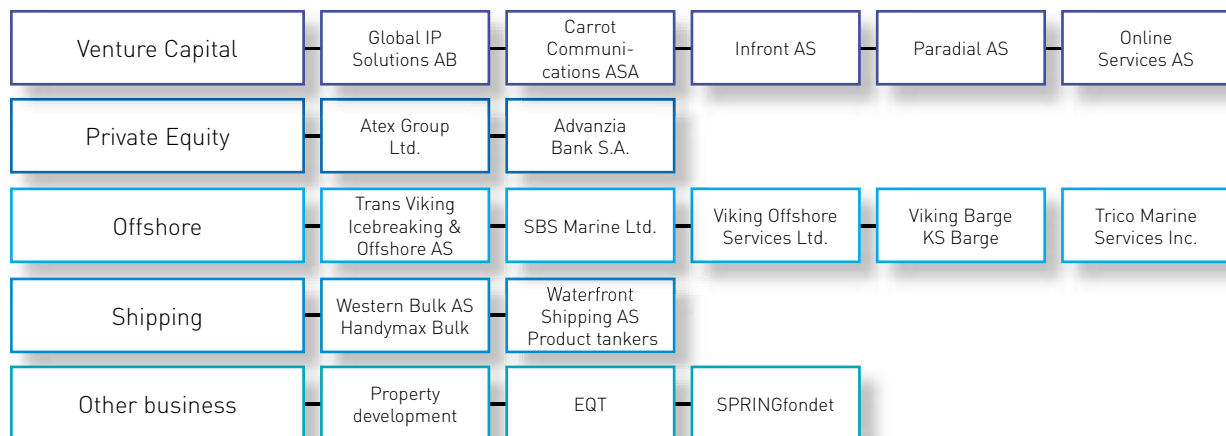 Venture Capital
Global IP
Solutions AB
Carrot
Communi-
cations ASA
Infront AS
Paradial AS
Online
Services AS
Private Equity
Atex Group
Ltd.
Advanzia
Bank S.A.
Offshore
Trans Viking
Icebreaking &
Offshore AS
SBS Marine Ltd.
Viking Offshore
Services Ltd.
Viking Barge
KS Barge
Trico Marine
Services Inc.
Shipping
Western Bulk AS
Handymax Bulk
Waterfront
Shipping AS
Product tankers
Other business
Property
development
EQT
SPRINGfondet